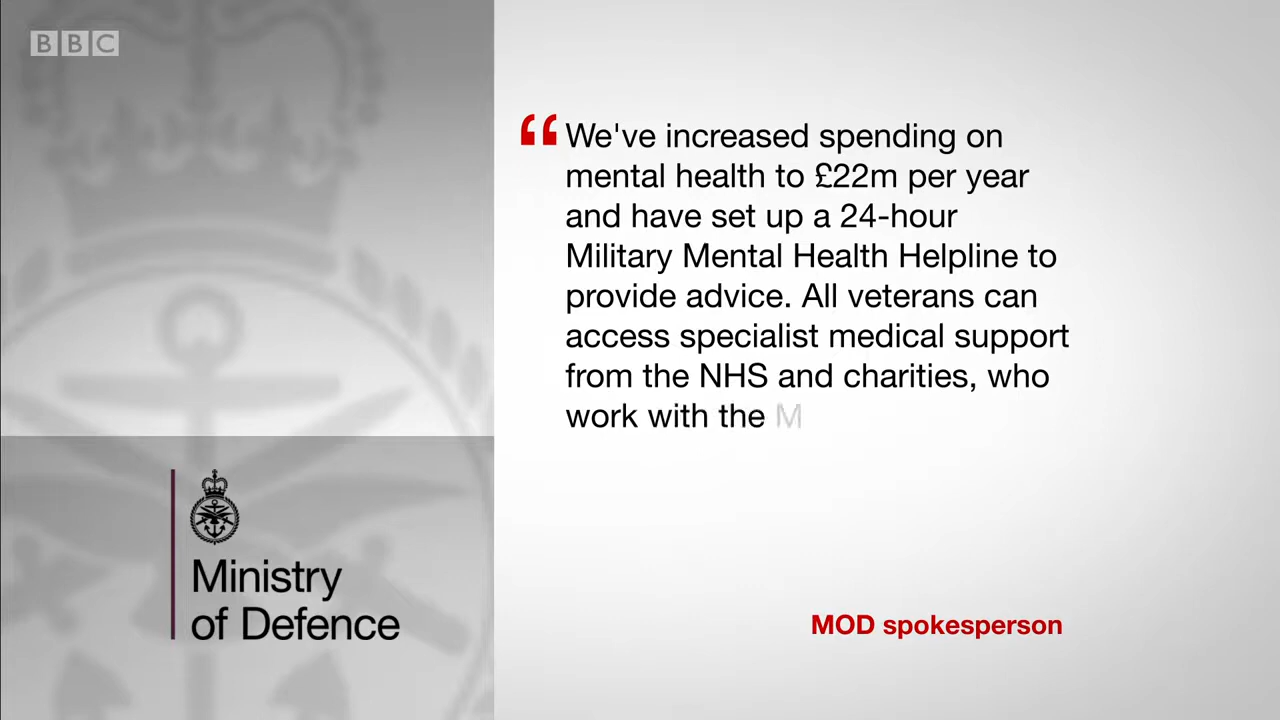 BBC
“We've increased spending on
mental health to £22m per year
and have set up a 24-hour
Military Mental Health Helpline to
provide advice. All veterans can
access specialist medical support
from the NHS and charities, who
work with the M
Ministry
of Defence
MOD spokesperson